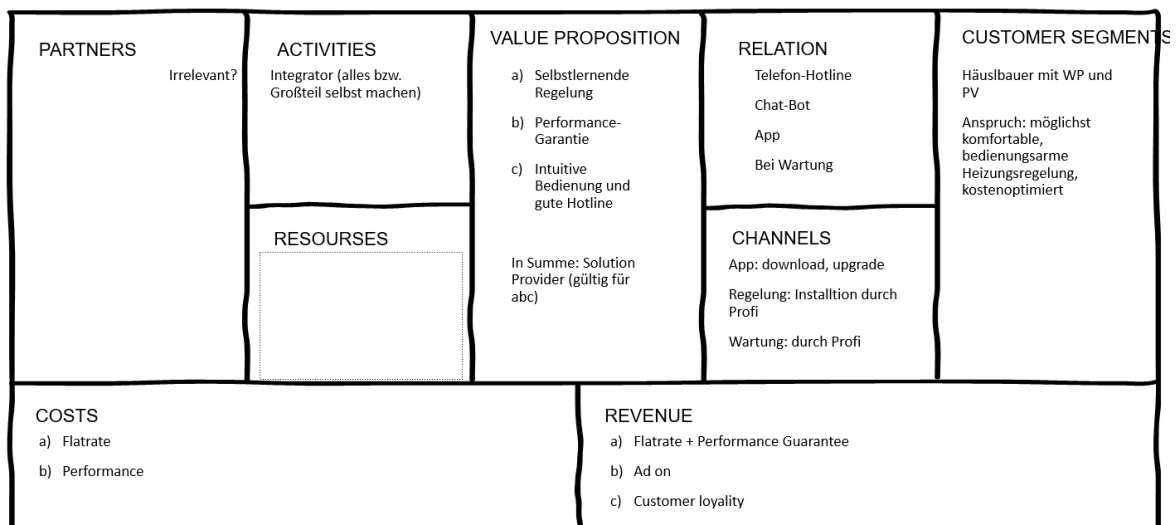 PARTNERS
Irrelevant?
ACTIVITIES
Integrator (alles bzw.
Großteil selbst machen)
RESOURSES
VALUE PROPOSITION
a) Selbstlernende
Regelung
b) Performance-
Garantie
c) Intuitive
Bedienung und
gute Hotline
In Summe: Solution
Provider (gültig für
abc)
RELATION
Telefon-Hotline
Chat-Bot
App
Bei Wartung
CHANNELS
App: download, upgrade
Regelung: Installtion durch
Profi
Wartung: durch Profi
CUSTOMER SEGMENTS
Häuslbauer mit WP und
PV
Anspruch: möglichst
komfortable,
bedienungsarme
Heizungsregelung,
kostenoptimiert
COSTS
a) Flatrate
b) Performance
REVENUE
a) Flatrate + Performance Guarantee
b) Ad on
c) Customer loyality